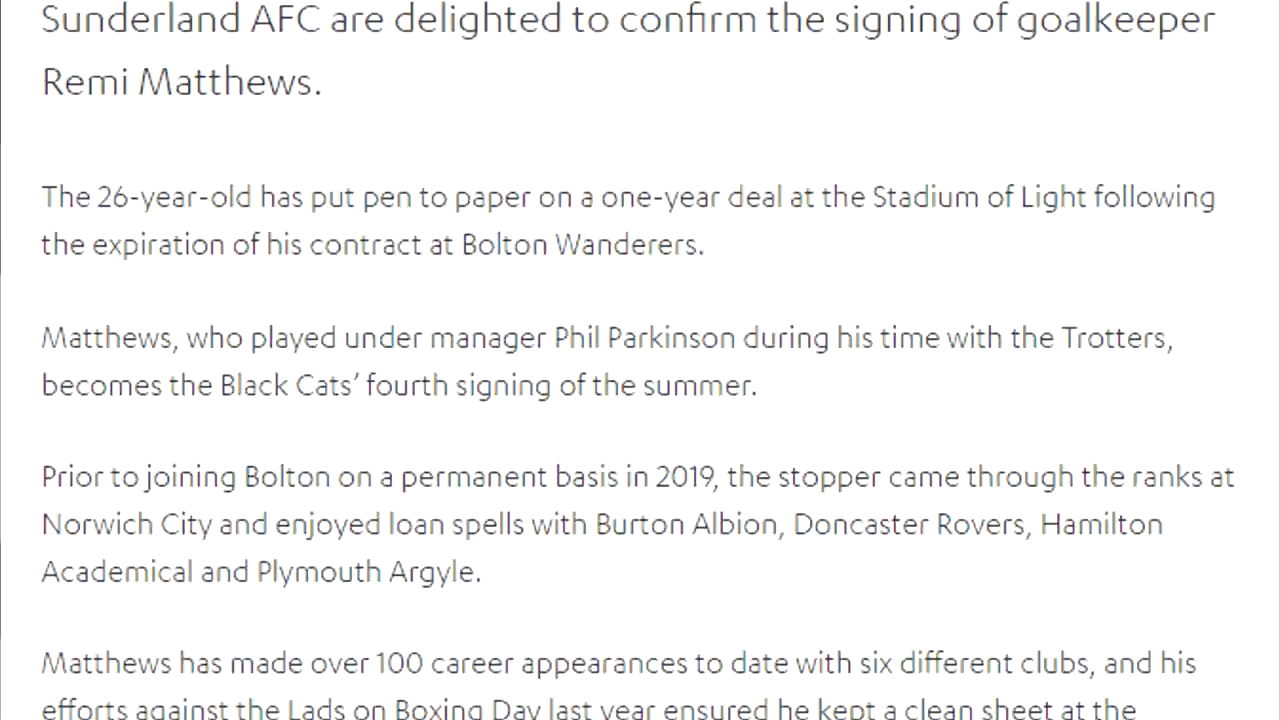 Sunderland AFC are delighted to confirm the signing of goalkeeper
Remi Matthews.
The 26-year-old has put pen to paper on a one-year deal at the Stadium of Light following
the expiration of his contract at Bolton Wanderers.
Matthews, who played under manager Phil Parkinson during his time with the Trotters,
becomes the Black Cats’ fourth signing of the summer.
Prior to joining Bolton on a permanent basis in 2019, the stopper came through the ranks at
Norwich City and enjoyed loan spells with Burton Albion, Doncaster Rovers, Hamilton
Academical and Plymouth Argyle.
Matthews has made over 100 career appearances to date with six different clubs, and his
efforts against the Lads on Boxing Day last year ensured he kept a clean sheet at the